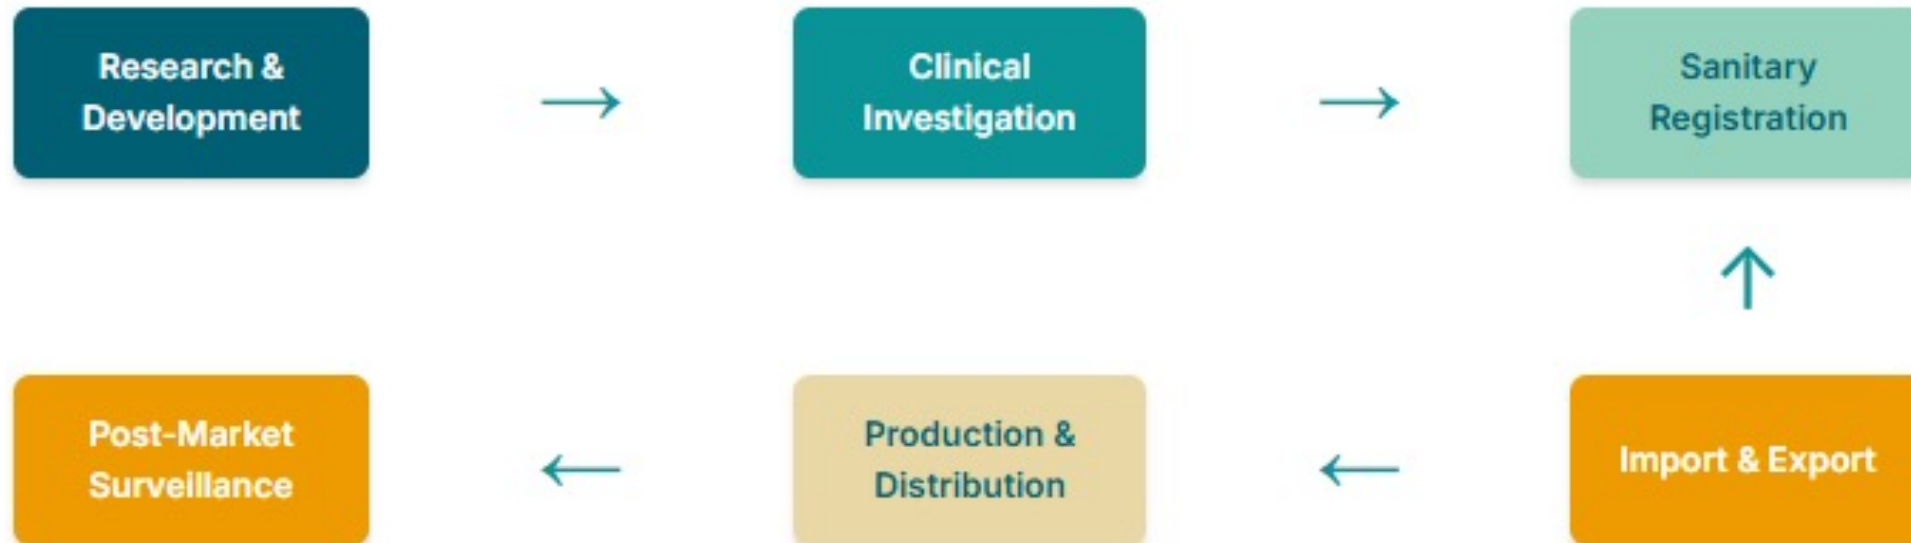 Research &
Development
→
Clinical
Investigation
→
Sanitary
Registration
↑
Post-Market
Surveillance
←
Production &
Distribution
←
Import & Export